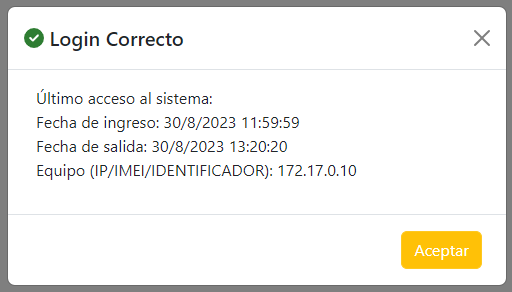 Login Correcto
Último acceso al sistema:
Fecha de ingreso: 30/8/2023 11:59:59
Fecha de salida: 30/8/2023 13:20:20
Equipo (IP/IMEI/IDENTIFICADOR): 172.17.0.10
Aceptar